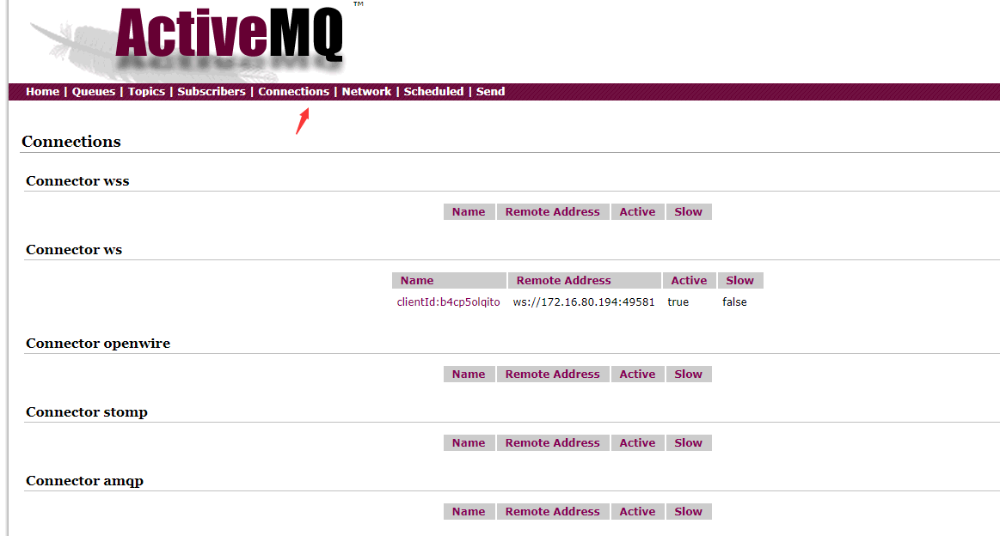 ActiveMQ™
Home | Queues | Topics | Subscribers | Connections | Network | Scheduled | Send
Connections
Connector wss
Name Remote Address Active Slow
Connector ws
Name Remote Address Active Slow
clientId:b4cp5olqito ws://172.16.80.194:49581 true false
Connector openwire
Name Remote Address Active Slow
Connector stomp
Name Remote Address Active Slow
Connector amqp
Name Remote Address Active Slow